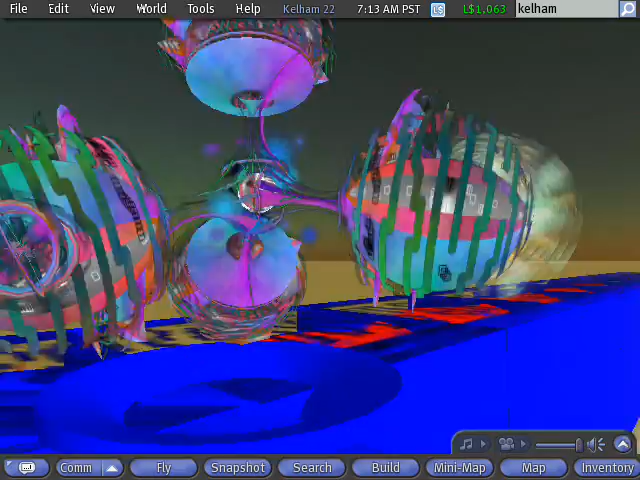 File Edit View World Tools Help Kelham 22 7:13 AM PST L$ L$1,063 kelham
Comm Fly Snapshot Search Build Mini-Map Map Inventory